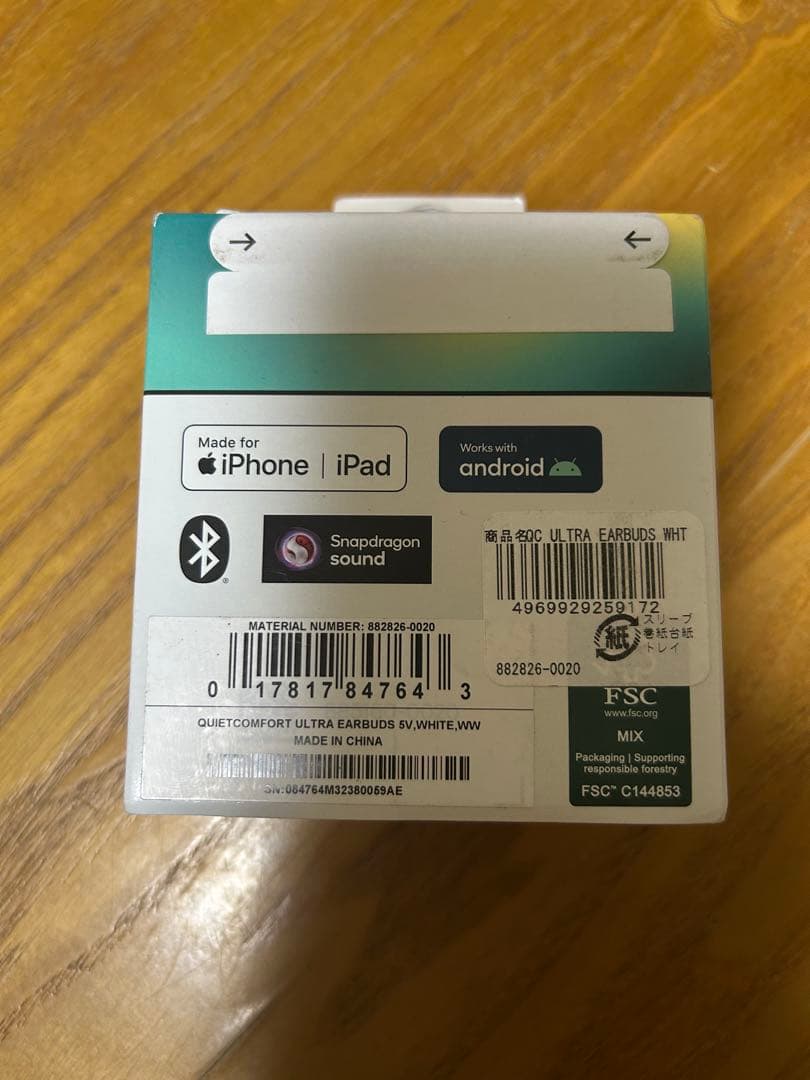 → ←
Made for
iPhone | iPad
Works with
android
Snapdragon
sound
商品名QC ULTRA EARBUDS WHT
4969929259172
紙
スリーブ
巻紙台紙
トレイ
882826-0020
MATERIAL NUMBER: 882826-0020
0 17817 84764 3
QUIETCOMFORT ULTRA EARBUDS 5V,WHITE,WW
MADE IN CHINA
SN:084764M32380059AE
FSC
www.fsc.org
MIX
Packaging | Supporting
responsible forestry
FSC™ C144853